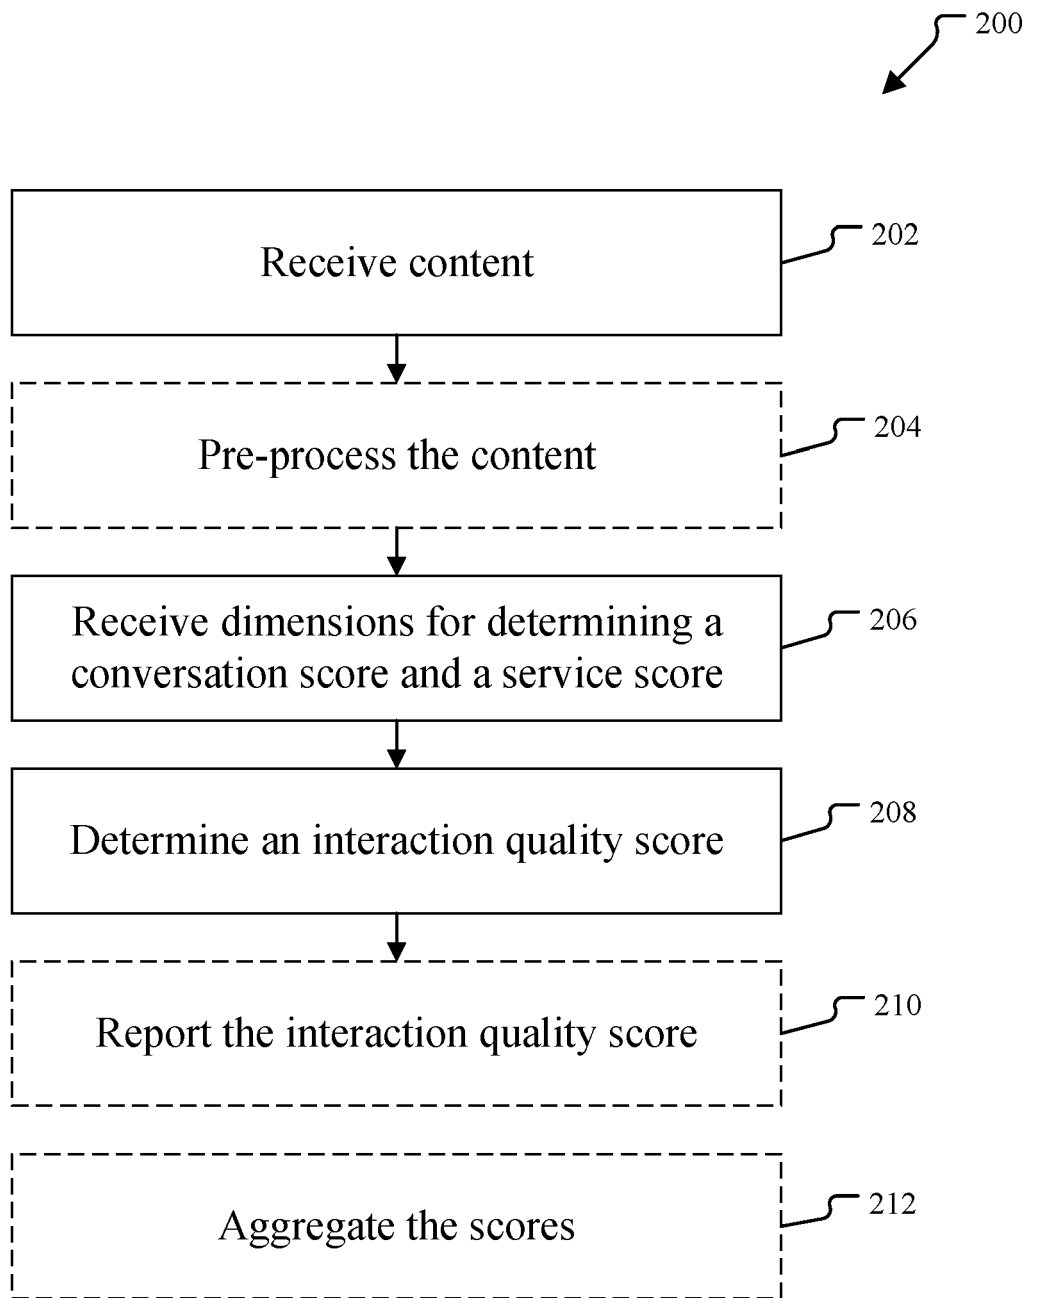 200
Receive content
202
Pre-process the content
204
Receive dimensions for determining a
conversation score and a service score
206
Determine an interaction quality score
208
Report the interaction quality score
210
Aggregate the scores
212